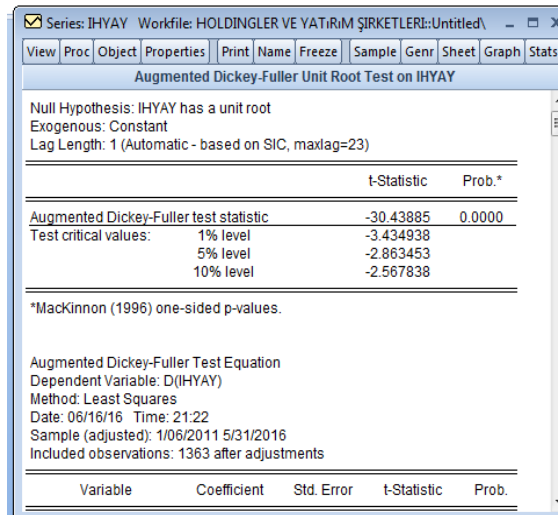 Series: IHYAY Workfile: HOLDINGLER VE YATıRıM ŞIRKETLERI::Untitled\
View Proc Object Properties Print Name Freeze Sample Genr Sheet Graph Stats
Augmented Dickey-Fuller Unit Root Test on IHYAY
Null Hypothesis: IHYAY has a unit root
Exogenous: Constant
Lag Length: 1 (Automatic - based on SIC, maxlag=23)
t-Statistic Prob.*
Augmented Dickey-Fuller test statistic -30.43885 0.0000
Test critical values: 1% level -3.434938
5% level -2.863453
10% level -2.567838
*MacKinnon (1996) one-sided p-values.
Augmented Dickey-Fuller Test Equation
Dependent Variable: D(IHYAY)
Method: Least Squares
Date: 06/16/16 Time: 21:22
Sample (adjusted): 1/06/2011 5/31/2016
Included observations: 1363 after adjustments
Variable Coefficient Std. Error t-Statistic Prob.